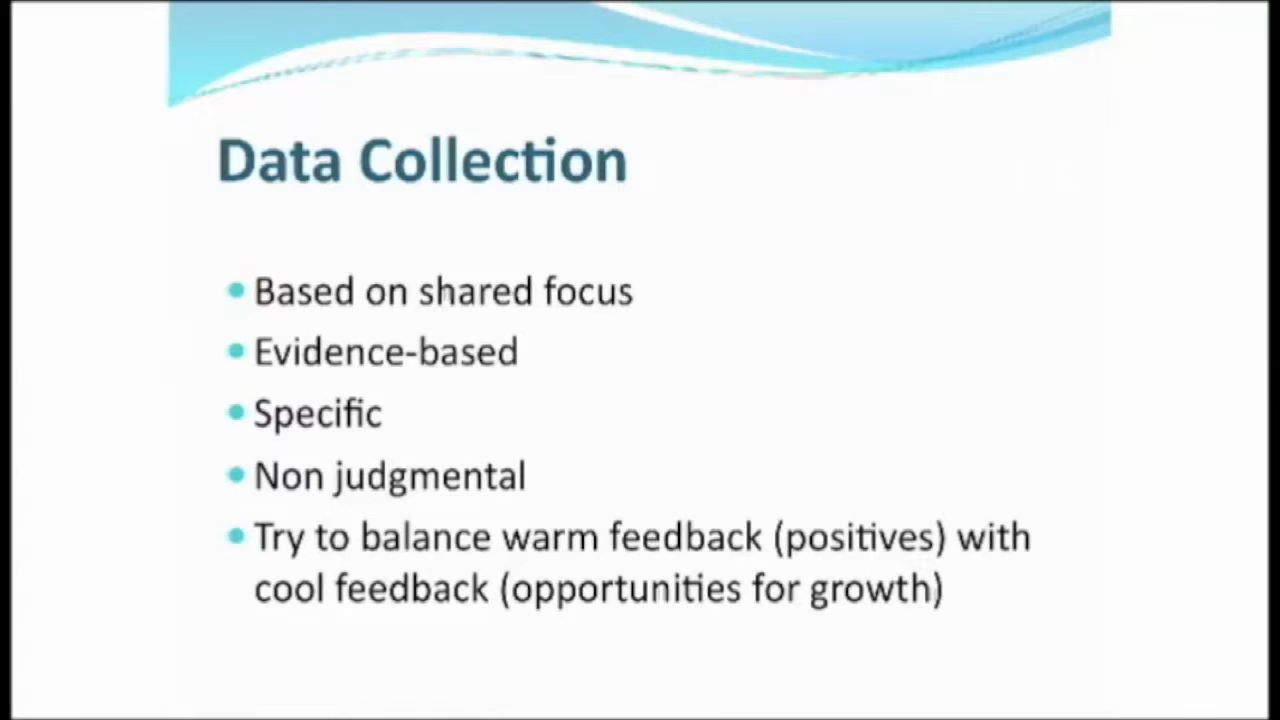 Data Collection
• Based on shared focus
• Evidence-based
• Specific
• Non judgmental
• Try to balance warm feedback (positives) with
cool feedback (opportunities for growth)